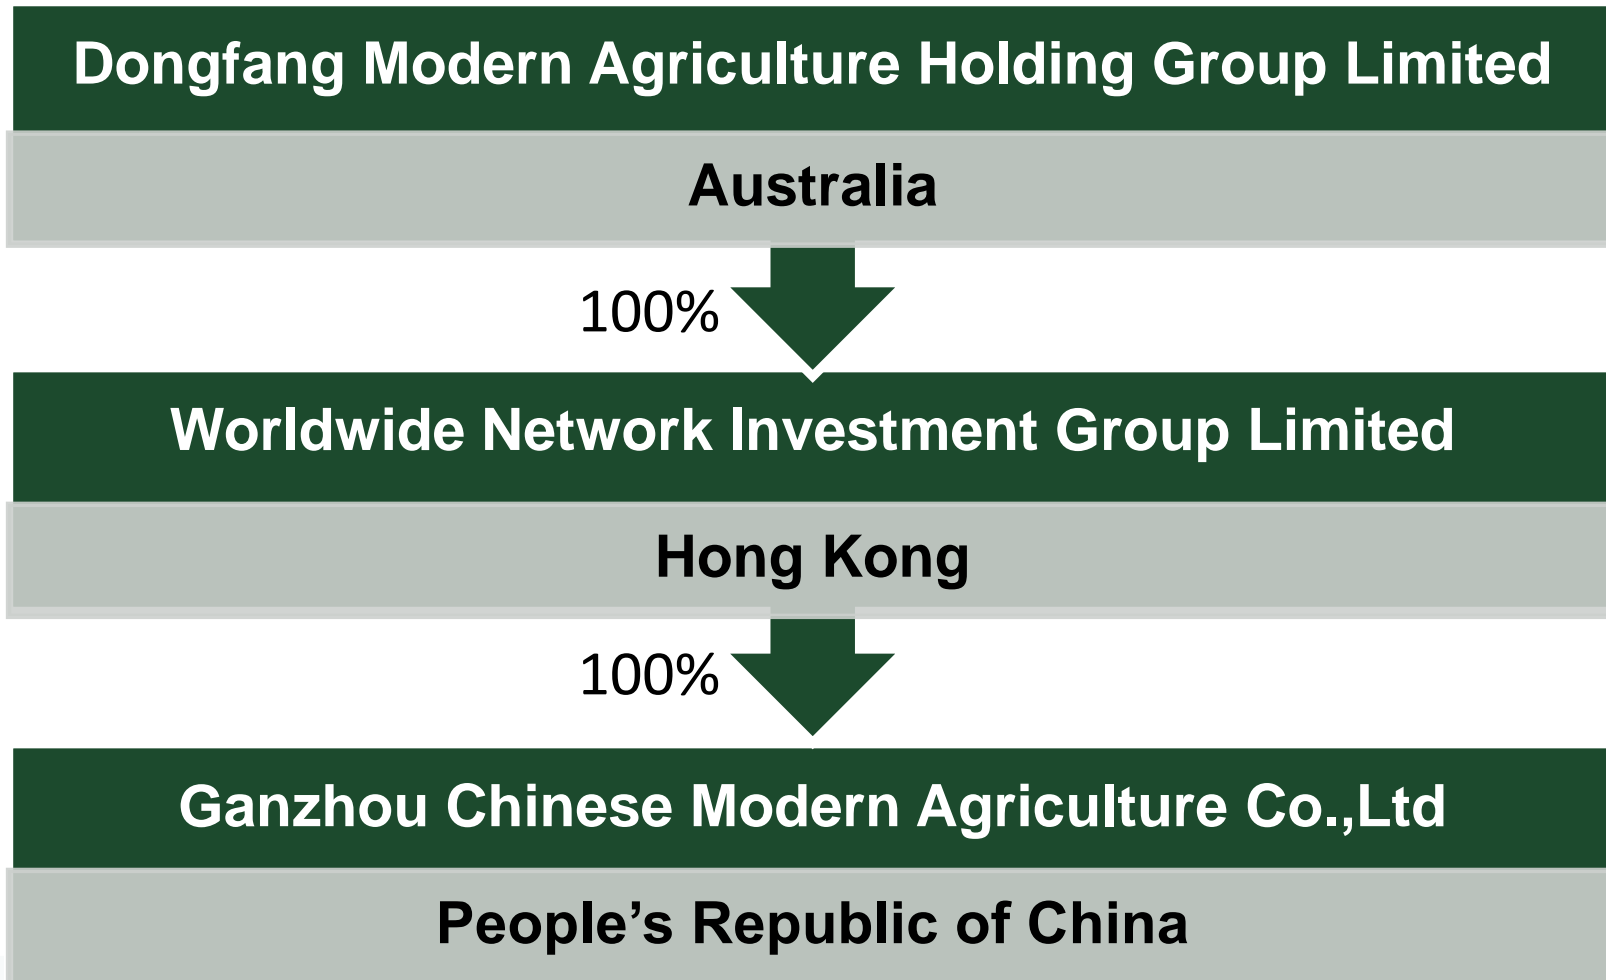 Dongfang Modern Agriculture Holding Group Limited
Australia
100%
Worldwide Network Investment Group Limited
Hong Kong
100%
Ganzhou Chinese Modern Agriculture Co.,Ltd
People’s Republic of China